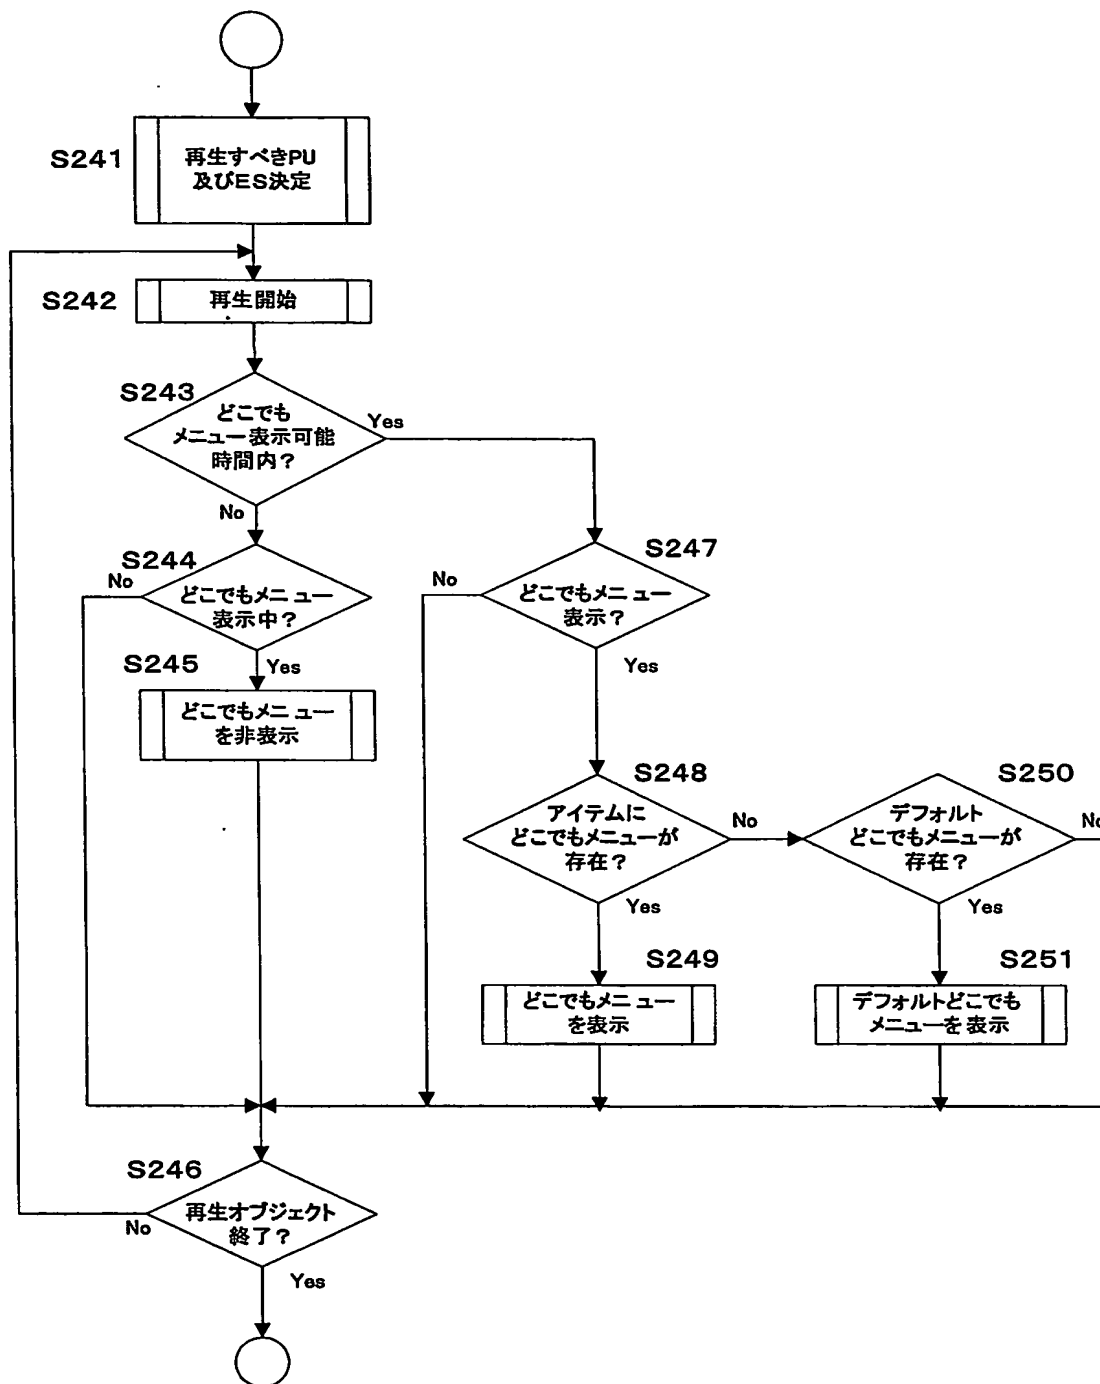 S241
再生すべきPU
及びES決定
S242
再生開始
S243
どこでも
メニュー表示可能
時間内?
Yes
No
S244
No
どこでもメニュー
表示中?
Yes
S245
どこでもメニュー
を非表示
S247
No
どこでもメニュー
表示?
Yes
S248
アイテムに
どこでもメニューが
存在?
No
Yes
S249
どこでもメニュー
を表示
S250
デフォルト
どこでもメニューが
存在?
No
Yes
S251
デフォルトどこでも
メニューを表示
S246
再生オブジェクト
終了?
No
Yes